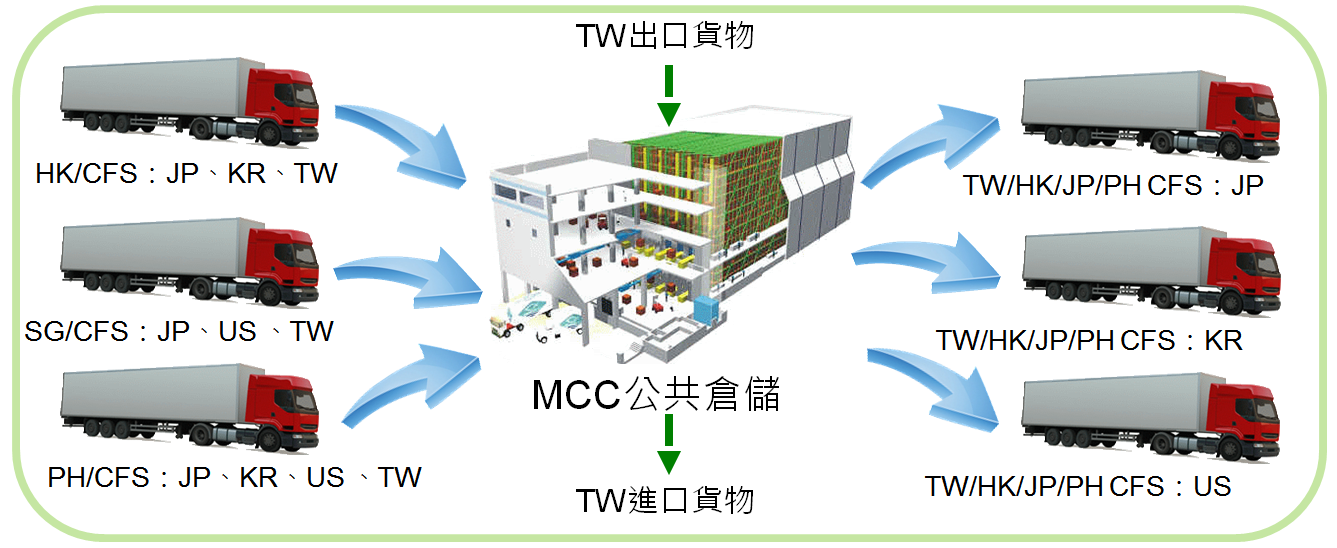 TW出口貨物
HK/CFS：JP、KR、TW
TW/HK/JP/PH CFS：JP
SG/CFS：JP、US 、TW
TW/HK/JP/PH CFS：KR
MCC公共倉儲
PH/CFS：JP、KR、US 、TW
TW/HK/JP/PH CFS：US
TW進口貨物